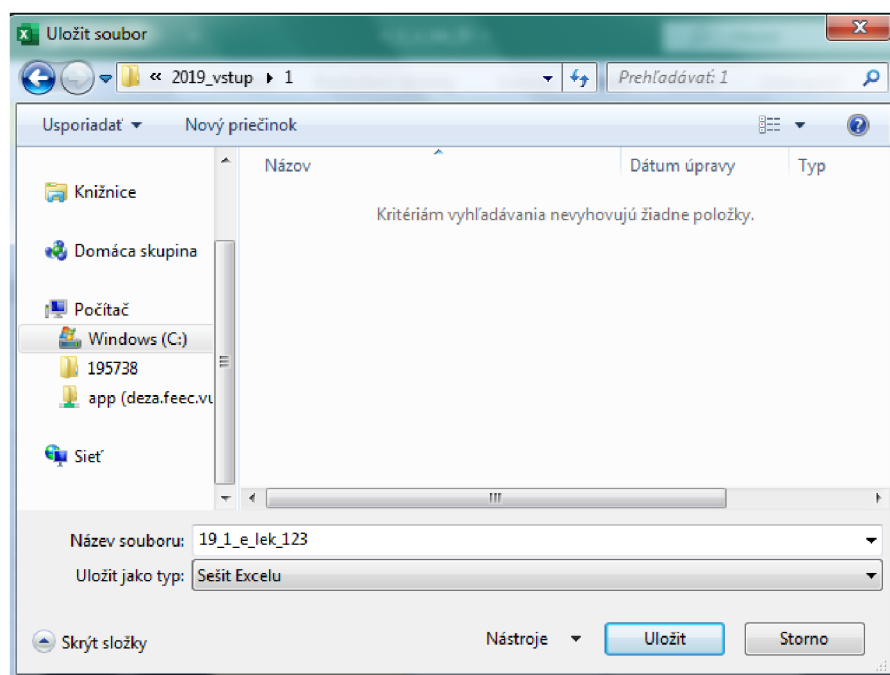 Uložit soubor
« 2019_vstup ▸ 1
Prehľadávať: 1
Usporiadať Nový priečinok
Názov Dátum úpravy Typ
Kritériám vyhľadávania nevyhovujú žiadne položky.
Knižnice
Domáca skupina
Počítač
Windows (C:)
195738
app (deza.feec.vu
Sieť
Název souboru: 19_1_e_lek_123
Uložit jako typ: Sešit Excelu
Skrýt složky Nástroje Uložit Storno